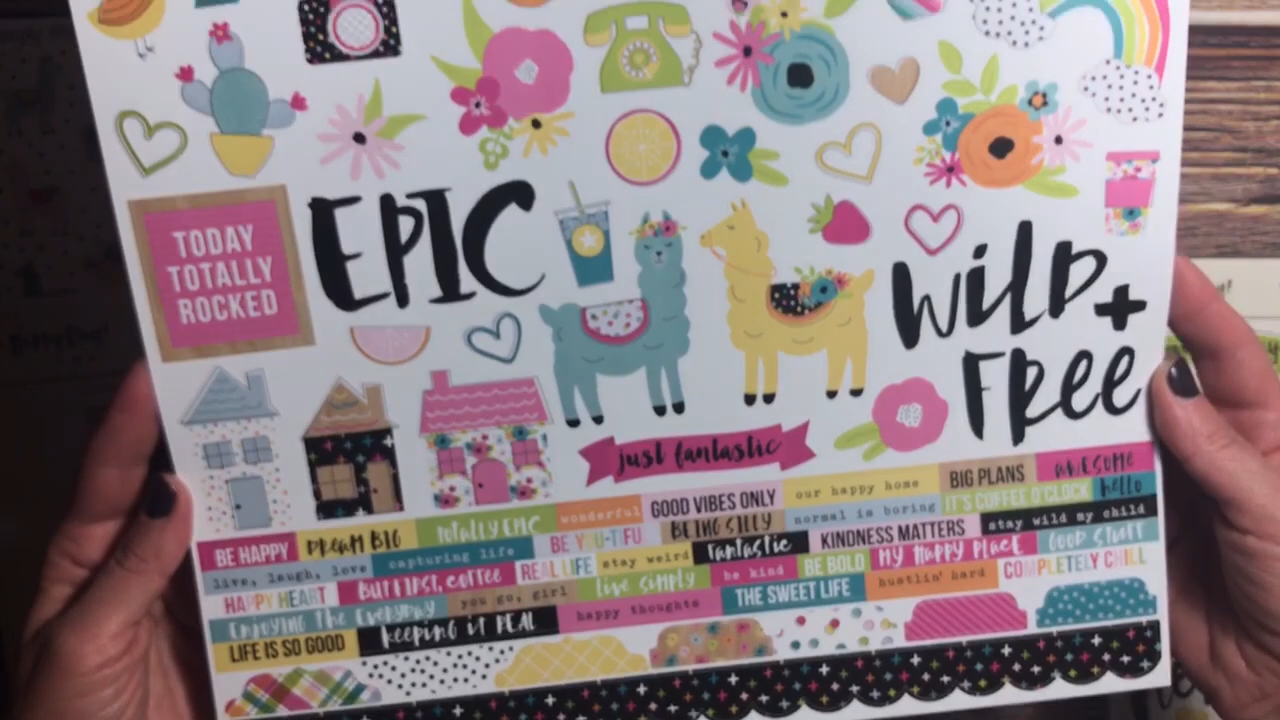 TODAY
TOTALLY
ROCKED
EPIC
WILD +
FREE
just fantastic
BE HAPPY
DREAM BIG
totally EPIC
wonderful
GOOD VIBES ONLY
our happy home
BIG PLANS
awesome
live, laugh, love
capturing life
BE YOU-TI-FU
BEING SILLY
normal is boring
IT'S COFFEE O'CLOCK
hello
HAPPY HEART
BUT FIRST, coffee
REAL LIFE
stay weird
fantastic
KINDNESS MATTERS
stay wild my child
ENJOYING THE EVERYDAY
you go, girl
live simply
be kind
BE BOLD
MY HAPPY PLACE
GOOD STUFF
LIFE IS SO GOOD
keeping it REAL
happy thoughts
THE SWEET LIFE
hustlin' hard
COMPLETELY CHILL